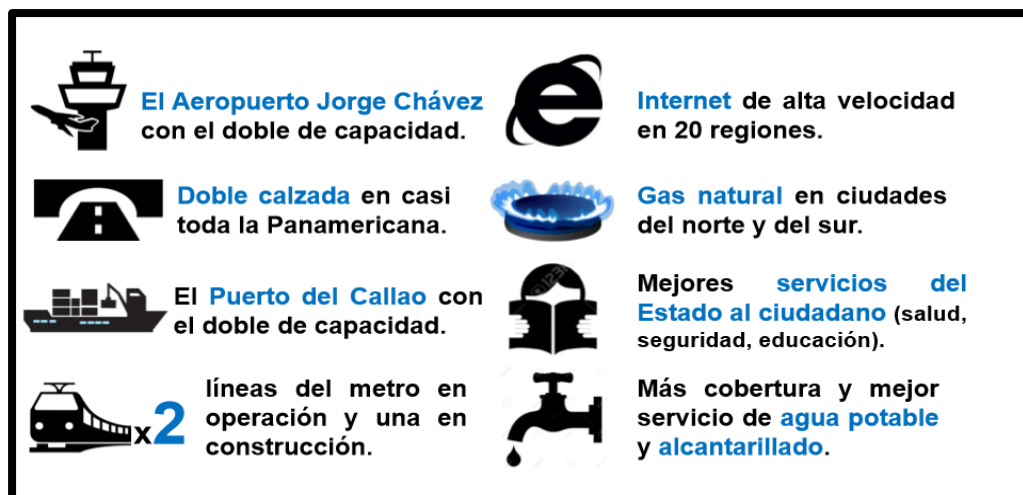 El Aeropuerto Jorge Chávez
con el doble de capacidad.
Doble calzada en casi
toda la Panamericana.
El Puerto del Callao con
el doble de capacidad.
x2
líneas del metro en
operación y una en
construcción.
Internet de alta velocidad
en 20 regiones.
Gas natural en ciudades
del norte y del sur.
Mejores servicios del
Estado al ciudadano (salud,
seguridad, educación).
Más cobertura y mejor
servicio de agua potable
y alcantarillado.